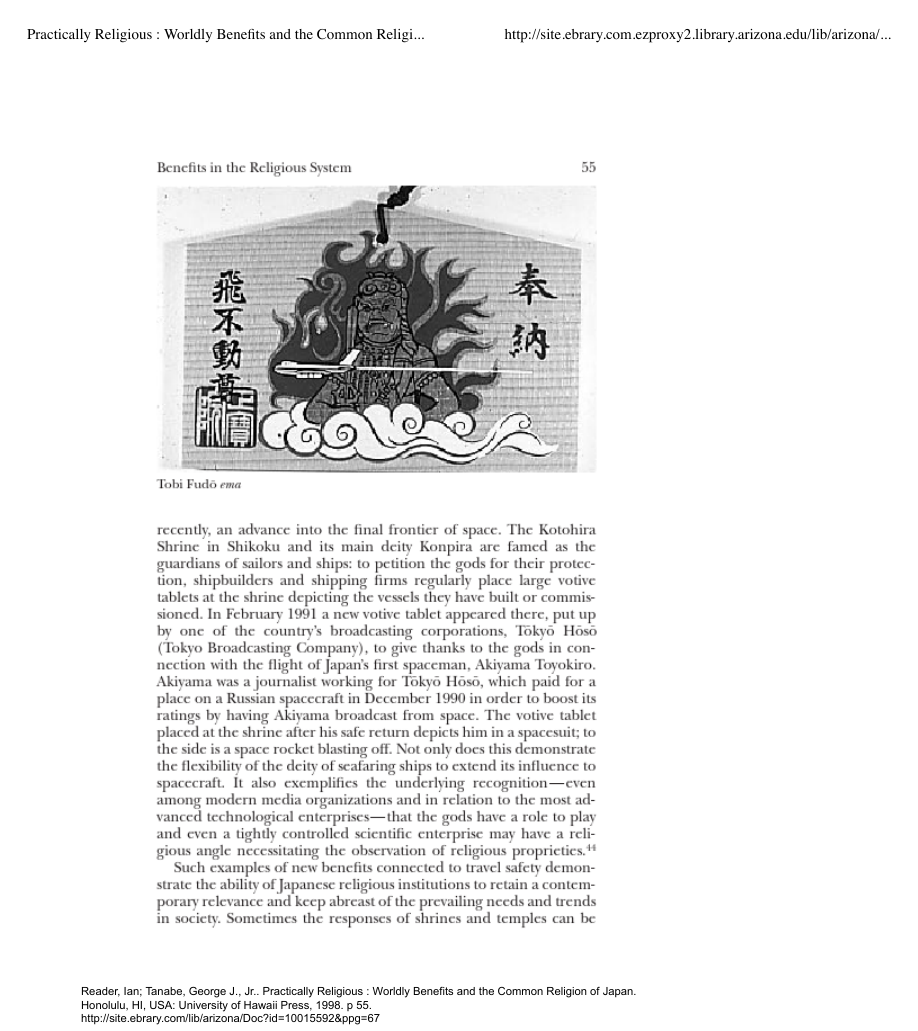 Practically Religious : Worldly Benefits and the Common Religi...
http://site.ebrary.com.ezproxy2.library.arizona.edu/lib/arizona/...
Benefits in the Religious System
55
奉納
飛不動尊
Tobi Fudō ema
recently, an advance into the final frontier of space. The Kotohira
Shrine in Shikoku and its main deity Konpira are famed as the
guardians of sailors and ships: to petition the gods for their protec-
tion, shipbuilders and shipping firms regularly place large votive
tablets at the shrine depicting the vessels they have built or commis-
sioned. In February 1991 a new votive tablet appeared there, put up
by one of the country's broadcasting corporations, Tōkyō Hōsō
(Tokyo Broadcasting Company), to give thanks to the gods in con-
nection with the flight of Japan's first spaceman, Akiyama Toyokiro.
Akiyama was a journalist working for Tōkyō Hōsō, which paid for a
place on a Russian spacecraft in December 1990 in order to boost its
ratings by having Akiyama broadcast from space. The votive tablet
placed at the shrine after his safe return depicts him in a spacesuit; to
the side is a space rocket blasting off. Not only does this demonstrate
the flexibility of the deity of seafaring ships to extend its influence to
spacecraft. It also exemplifies the underlying recognition—even
among modern media organizations and in relation to the most ad-
vanced technological enterprises—that the gods have a role to play
and even a tightly controlled scientific enterprise may have a reli-
gious angle necessitating the observation of religious proprieties.44
Such examples of new benefits connected to travel safety demon-
strate the ability of Japanese religious institutions to retain a contem-
porary relevance and keep abreast of the prevailing needs and trends
in society. Sometimes the responses of shrines and temples can be
Reader, Ian; Tanabe, George J., Jr.. Practically Religious : Worldly Benefits and the Common Religion of Japan.
Honolulu, HI, USA: University of Hawaii Press, 1998. p 55.
http://site.ebrary.com/lib/arizona/Doc?id=10015592&ppg=67